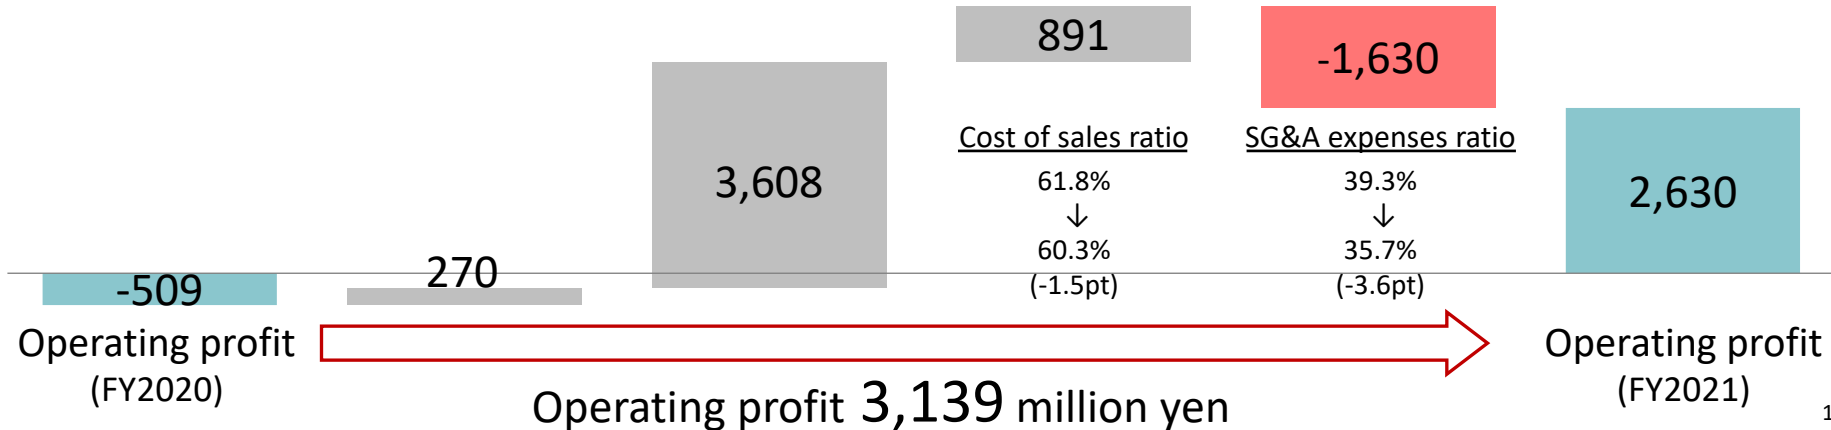 891
-1,630
Cost of sales ratio
SG&A expenses ratio
3,608
61.8%
39.3%
2,630
↓
↓
60.3%
35.7%
-509
270
(-1.5pt)
(-3.6pt)
Operating profit
(FY2020)
Operating profit
(FY2021)
Operating profit 3,139 million yen
1